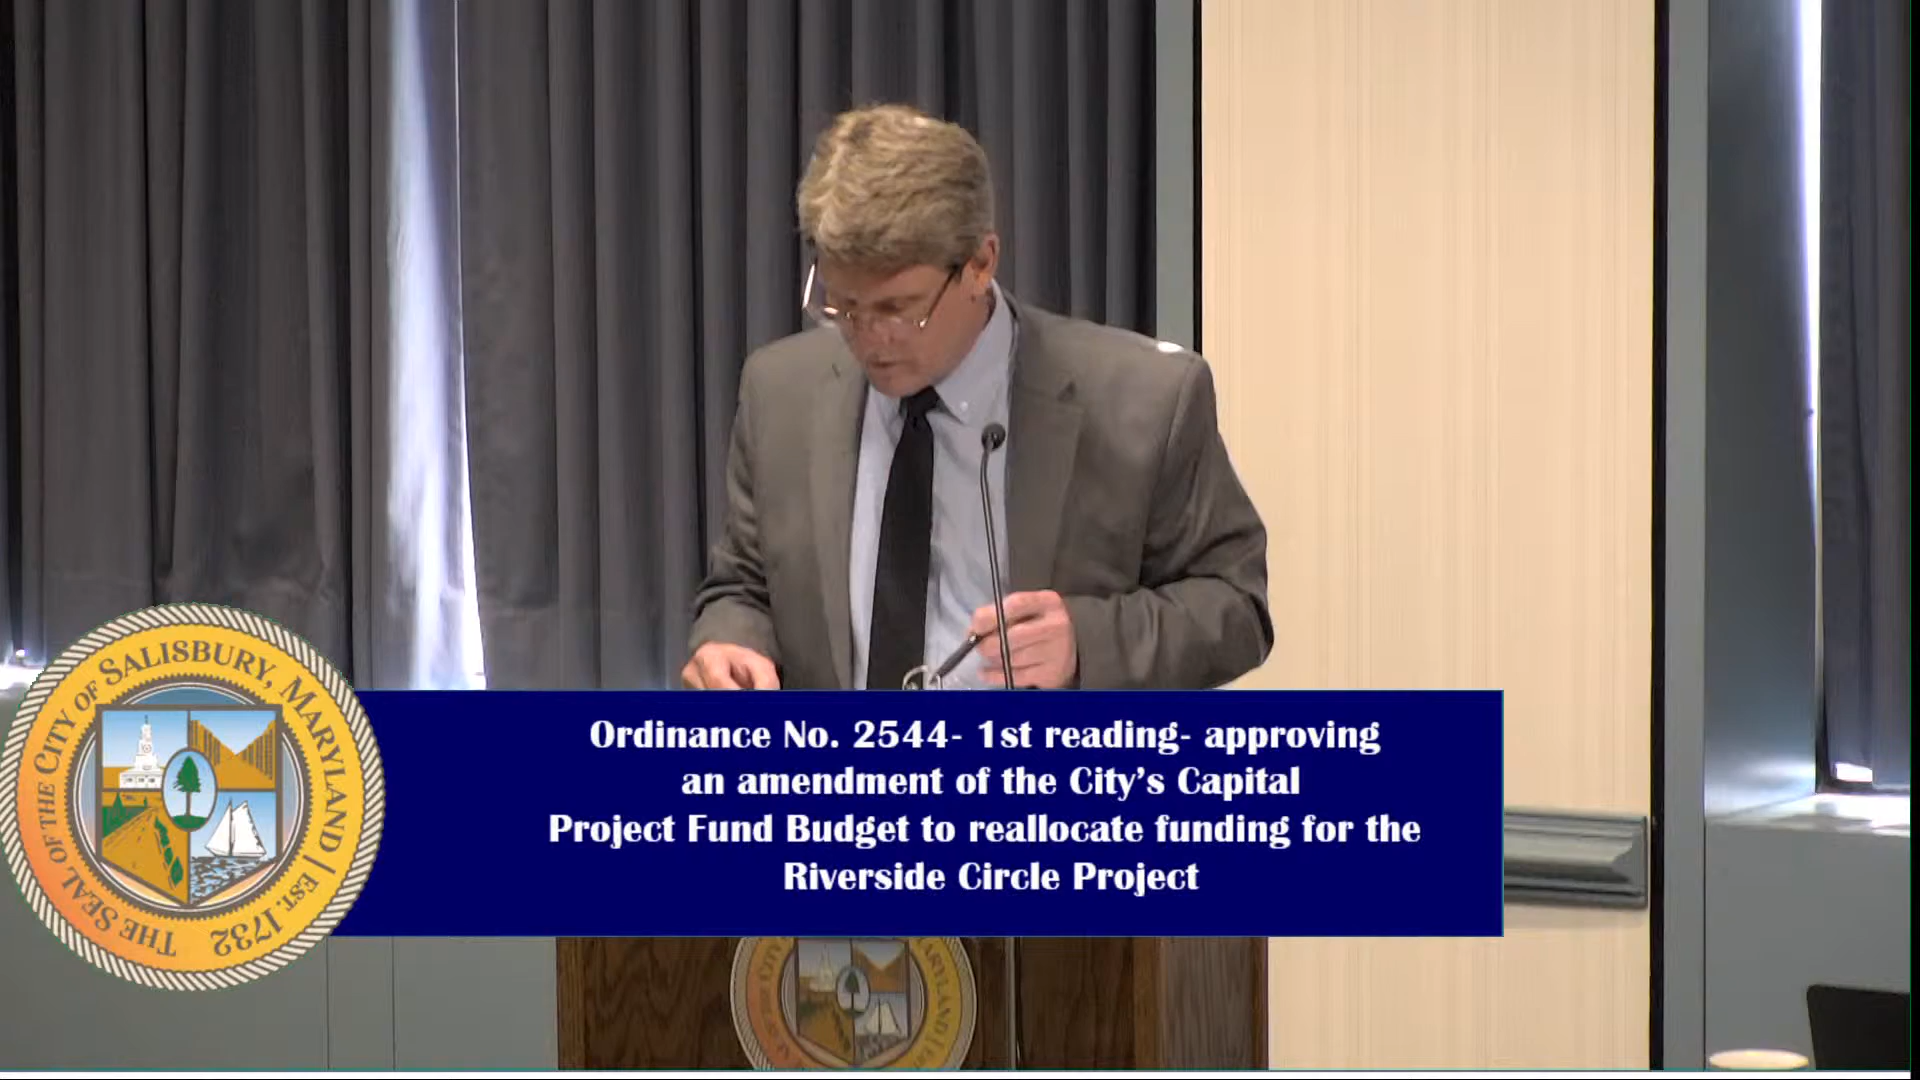 THE SEAL OF THE CITY OF SALISBURY, MARYLAND | EST. 1732
Ordinance No. 2544- 1st reading- approving
an amendment of the City's Capital
Project Fund Budget to reallocate funding for the
Riverside Circle Project
ARYLAND